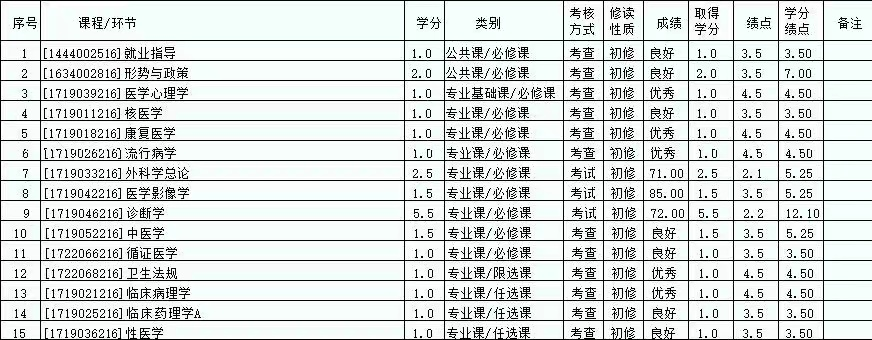 序号 课程/环节 学分 类别 考核方式 修读性质 成绩 取得学分 绩点 学分绩点 备注
1 [1444002516]就业指导 1.0 公共课/必修课 考查 初修 良好 1.0 3.5 3.50
2 [1634002816]形势与政策 2.0 公共课/必修课 考查 初修 良好 2.0 3.5 7.00
3 [1719039216]医学心理学 1.0 专业基础课/必修课 考查 初修 优秀 1.0 4.5 4.50
4 [1719011216]核医学 1.0 专业课/必修课 考查 初修 良好 1.0 3.5 3.50
5 [1719018216]康复医学 1.0 专业课/必修课 考查 初修 优秀 1.0 4.5 4.50
6 [1719026216]流行病学 1.0 专业课/必修课 考查 初修 优秀 1.0 4.5 4.50
7 [1719033216]外科学总论 2.5 专业课/必修课 考试 初修 71.00 2.5 2.1 5.25
8 [1719042216]医学影像学 1.5 专业课/必修课 考试 初修 85.00 1.5 3.5 5.25
9 [1719046216]诊断学 5.5 专业课/必修课 考试 初修 72.00 5.5 2.2 12.10
10 [1719052216]中医学 1.5 专业课/必修课 考查 初修 良好 1.5 3.5 5.25
11 [1722066216]循证医学 1.0 专业课/必修课 考查 初修 良好 1.0 3.5 3.50
12 [1722068216]卫生法规 1.0 专业课/限选课 考查 初修 优秀 1.0 4.5 4.50
13 [1719021216]临床病理学 1.0 专业课/任选课 考查 初修 优秀 1.0 4.5 4.50
14 [1719025216]临床药理学A 1.0 专业课/任选课 考查 初修 良好 1.0 3.5 3.50
15 [1719036216]性医学 1.0 专业课/任选课 考查 初修 良好 1.0 3.5 3.50